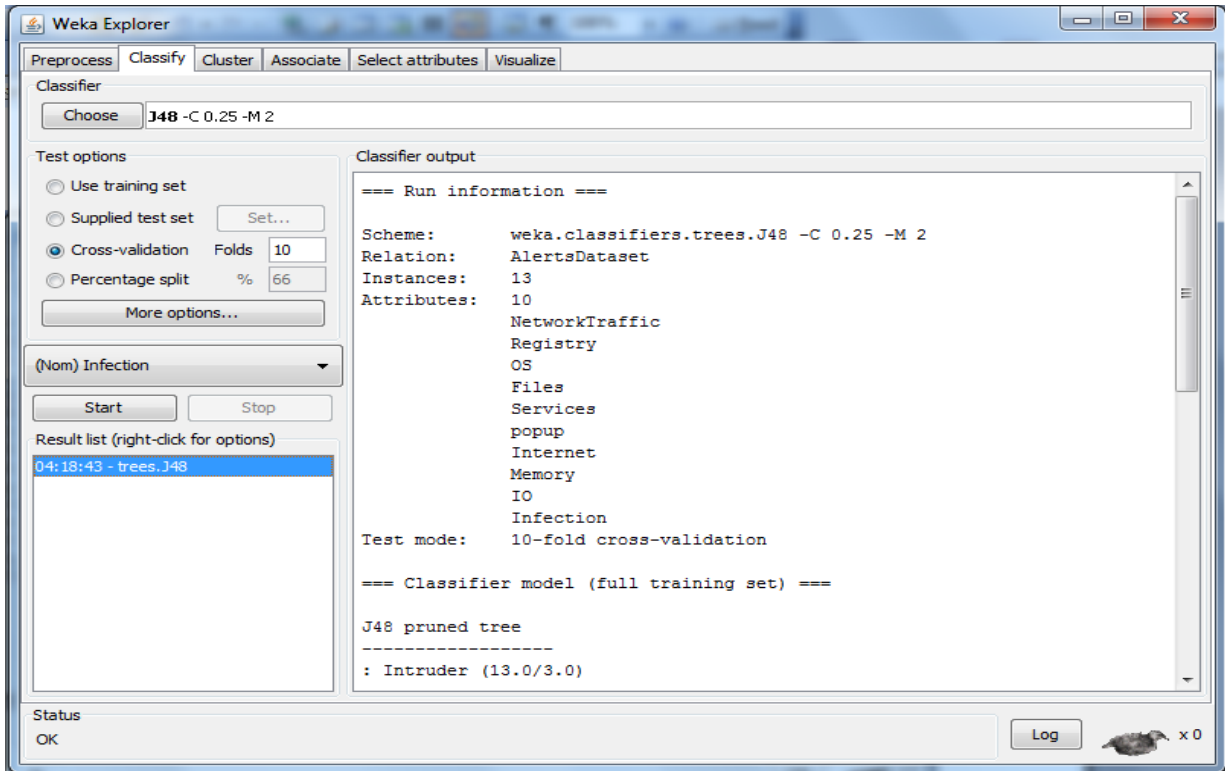 Weka Explorer
Preprocess Classify Cluster Associate Select attributes Visualize
Classifier
Choose J48 -C 0.25 -M 2
Test options
Use training set
Supplied test set Set...
Cross-validation Folds 10
Percentage split % 66
More options...
(Nom) Infection
Start Stop
Result list (right-click for options)
04:18:43 - trees.J48
Classifier output
=== Run information ===
Scheme: weka.classifiers.trees.J48 -C 0.25 -M 2
Relation: AlertsDataset
Instances: 13
Attributes: 10
NetworkTraffic
Registry
OS
Files
Services
popup
Internet
Memory
IO
Infection
Test mode: 10-fold cross-validation
=== Classifier model (full training set) ===
J48 pruned tree
------------------
: Intruder (13.0/3.0)
Status
OK
Log x 0